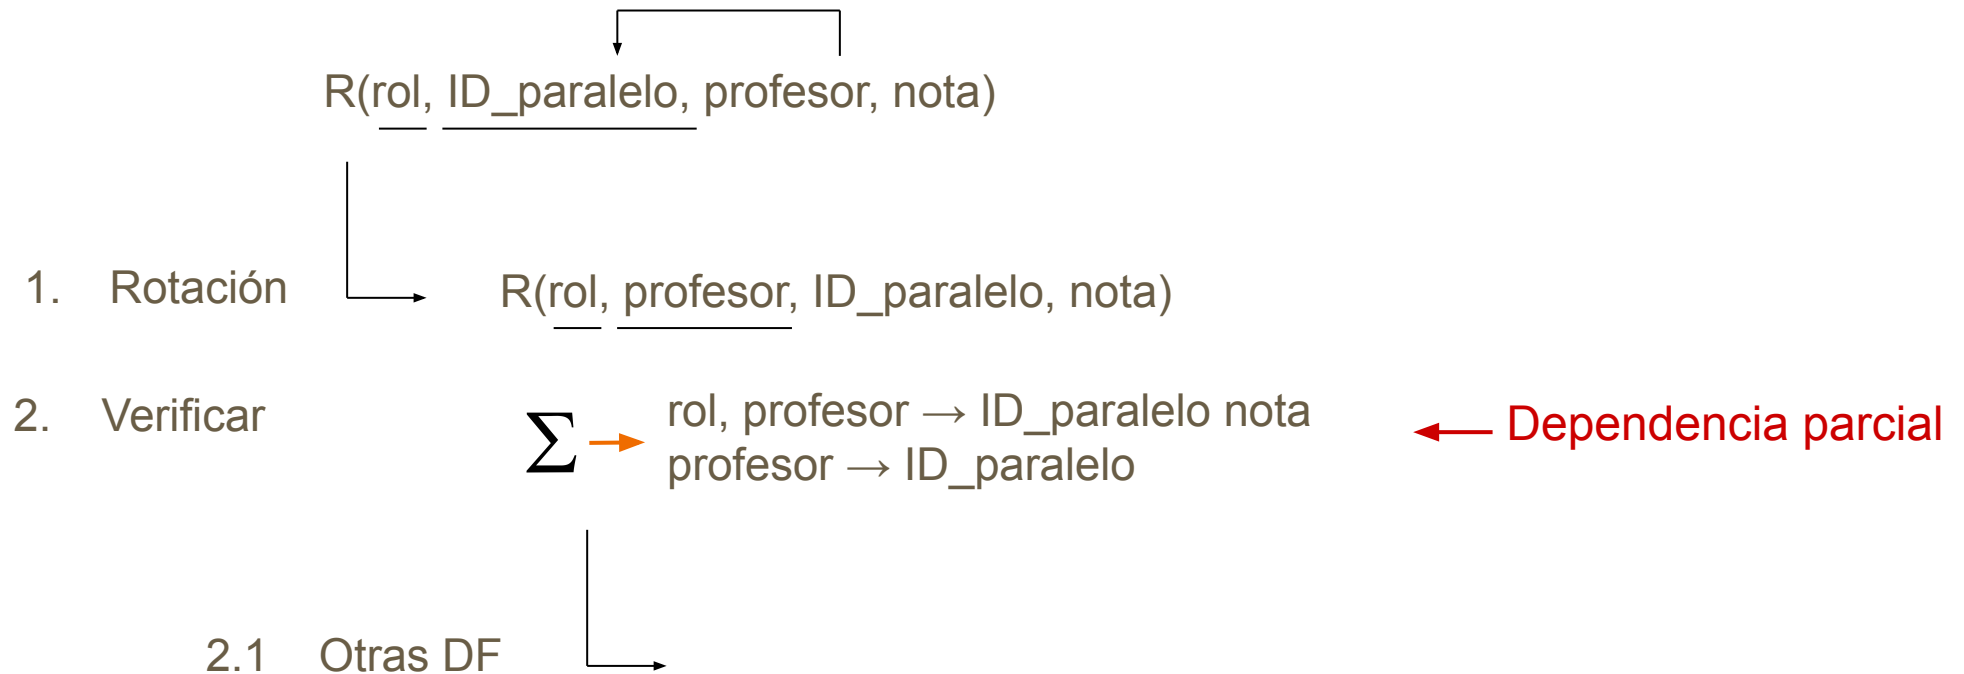 R(rol, ID_paralelo, profesor, nota)
1. Rotación R(rol, profesor, ID_paralelo, nota)
2. Verificar
∑ rol, profesor → ID_paralelo nota
profesor → ID_paralelo
Dependencia parcial
2.1 Otras DF